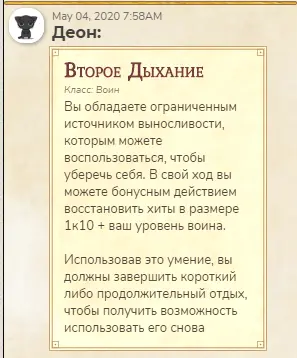 May 04, 2020 7:58AM
Деон:
Второе Дыхание
Класс: Воин
Вы обладаете ограниченным
источником выносливости,
которым можете
воспользоваться, чтобы
уберечь себя. В свой ход вы
можете бонусным действием
восстановить хиты в размере
1к10 + ваш уровень воина.
Использовав это умение, вы
должны завершить короткий
либо продолжительный отдых,
чтобы получить возможность
использовать его снова